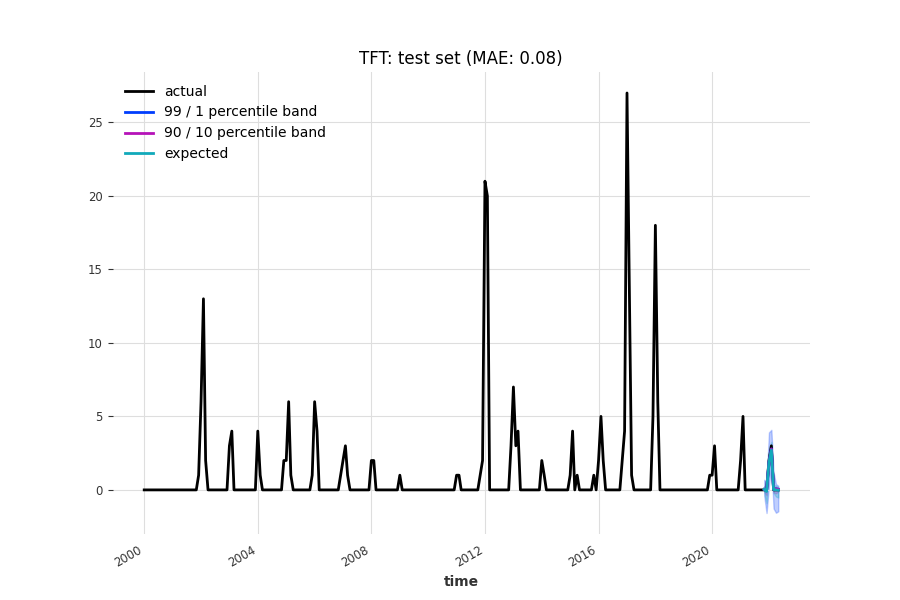 TFT: test set (MAE: 0.08)
actual
99 / 1 percentile band
90 / 10 percentile band
expected
25
20
15
10
5
0
2000
2004
2008
2012
2016
2020
time